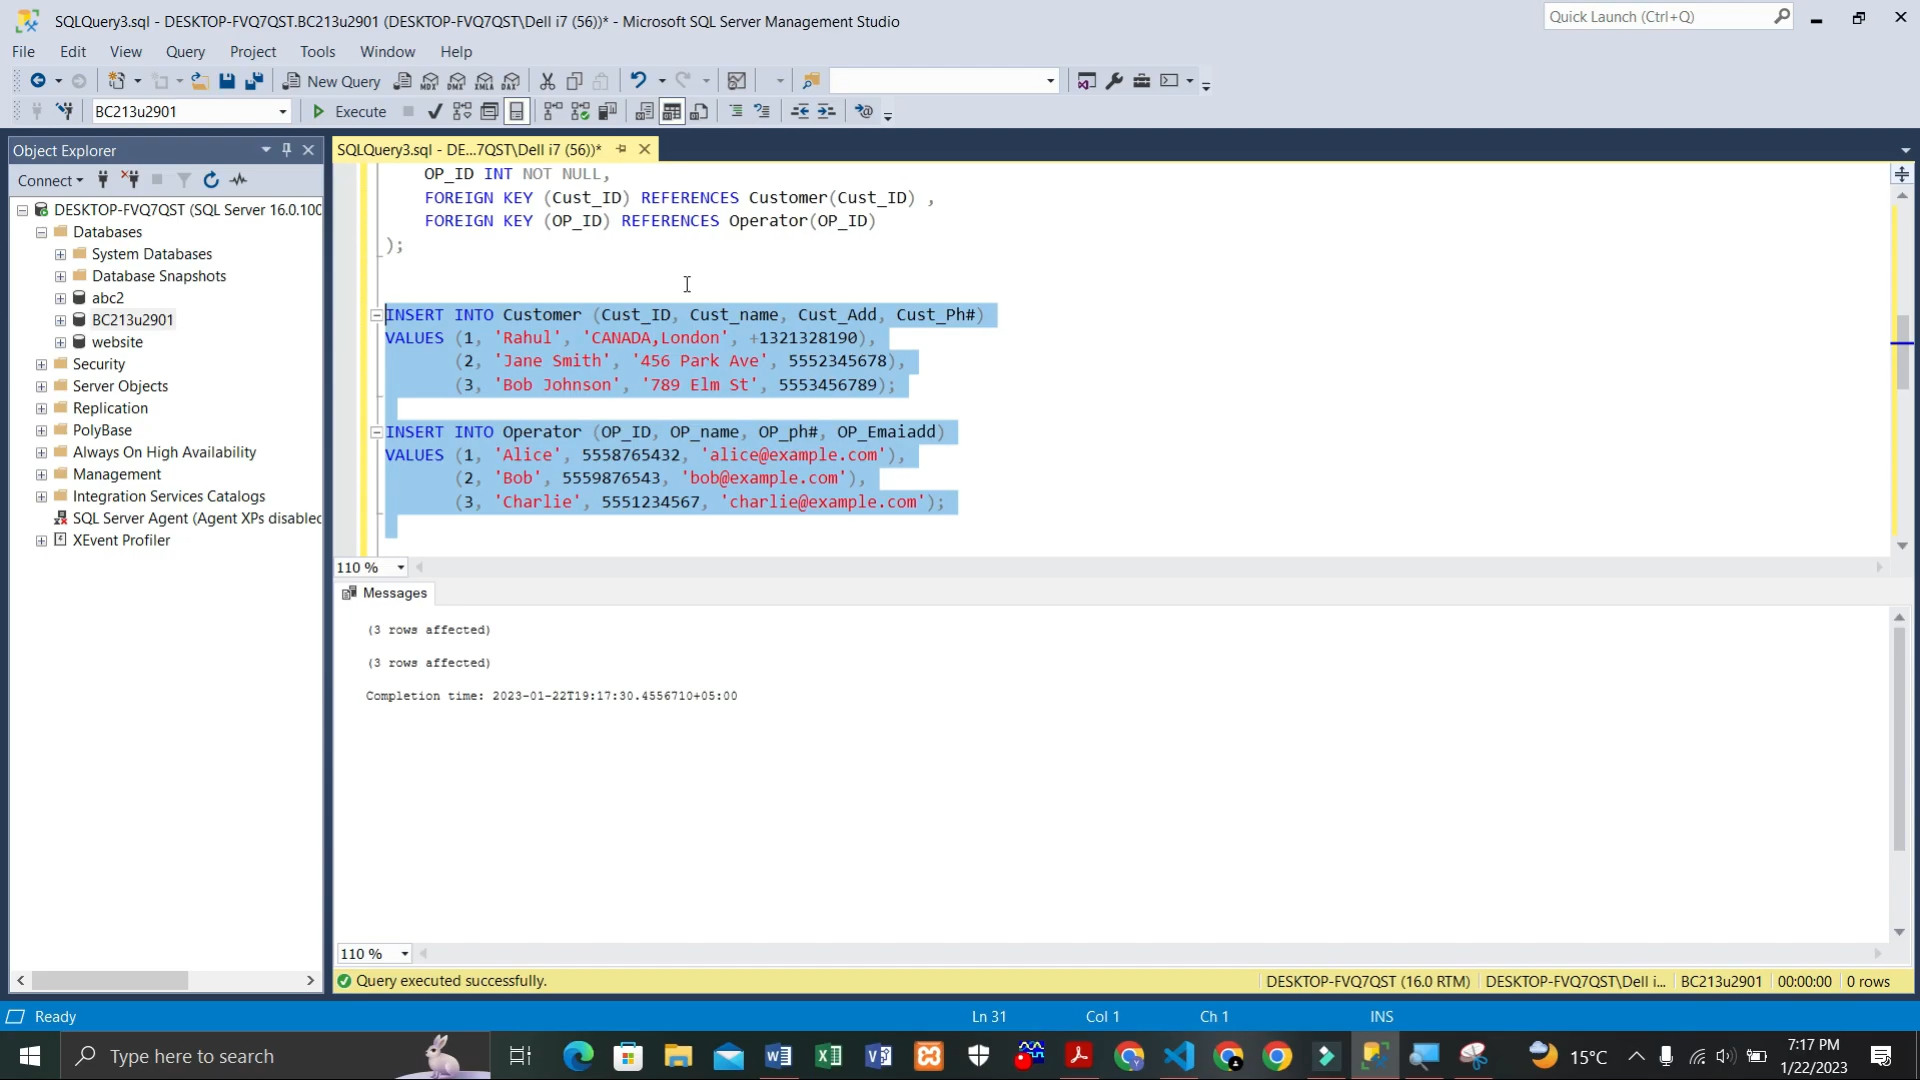 SQLQuery3.sql - DESKTOP-FVQ7QST.BC213u2901 (DESKTOP-FVQ7QST\Dell i7 (56))* - Microsoft SQL Server Management Studio
Quick Launch (Ctrl+Q)
File Edit View Query Project Tools Window Help
New Query
MDX DMX XMLA DAX
BC213u2901
Execute
Object Explorer
Connect
DESKTOP-FVQ7QST (SQL Server 16.0.100
Databases
System Databases
Database Snapshots
abc2
BC213u2901
website
Security
Server Objects
Replication
PolyBase
Always On High Availability
Management
Integration Services Catalogs
SQL Server Agent (Agent XPs disabled
XEvent Profiler
SQLQuery3.sql - DE...7QST\Dell i7 (56))*
OP_ID INT NOT NULL,
FOREIGN KEY (Cust_ID) REFERENCES Customer(Cust_ID) ,
FOREIGN KEY (OP_ID) REFERENCES Operator(OP_ID)
);
INSERT INTO Customer (Cust_ID, Cust_name, Cust_Add, Cust_Ph#)
VALUES (1, 'Rahul', 'CANADA,London', +1321328190),
(2, 'Jane Smith', '456 Park Ave', 5552345678),
(3, 'Bob Johnson', '789 Elm St', 5553456789);
INSERT INTO Operator (OP_ID, OP_name, OP_ph#, OP_Emaiadd)
VALUES (1, 'Alice', 5558765432, 'alice@example.com'),
(2, 'Bob', 5559876543, 'bob@example.com'),
(3, 'Charlie', 5551234567, 'charlie@example.com');
110 %
Messages
(3 rows affected)
(3 rows affected)
Completion time: 2023-01-22T19:17:30.4556710+05:00
110 %
Query executed successfully.
DESKTOP-FVQ7QST (16.0 RTM) DESKTOP-FVQ7QST\Dell i... BC213u2901 00:00:00 0 rows
Ready
Ln 31 Col 1 Ch 1 INS
Type here to search
15°C
7:17 PM
1/22/2023